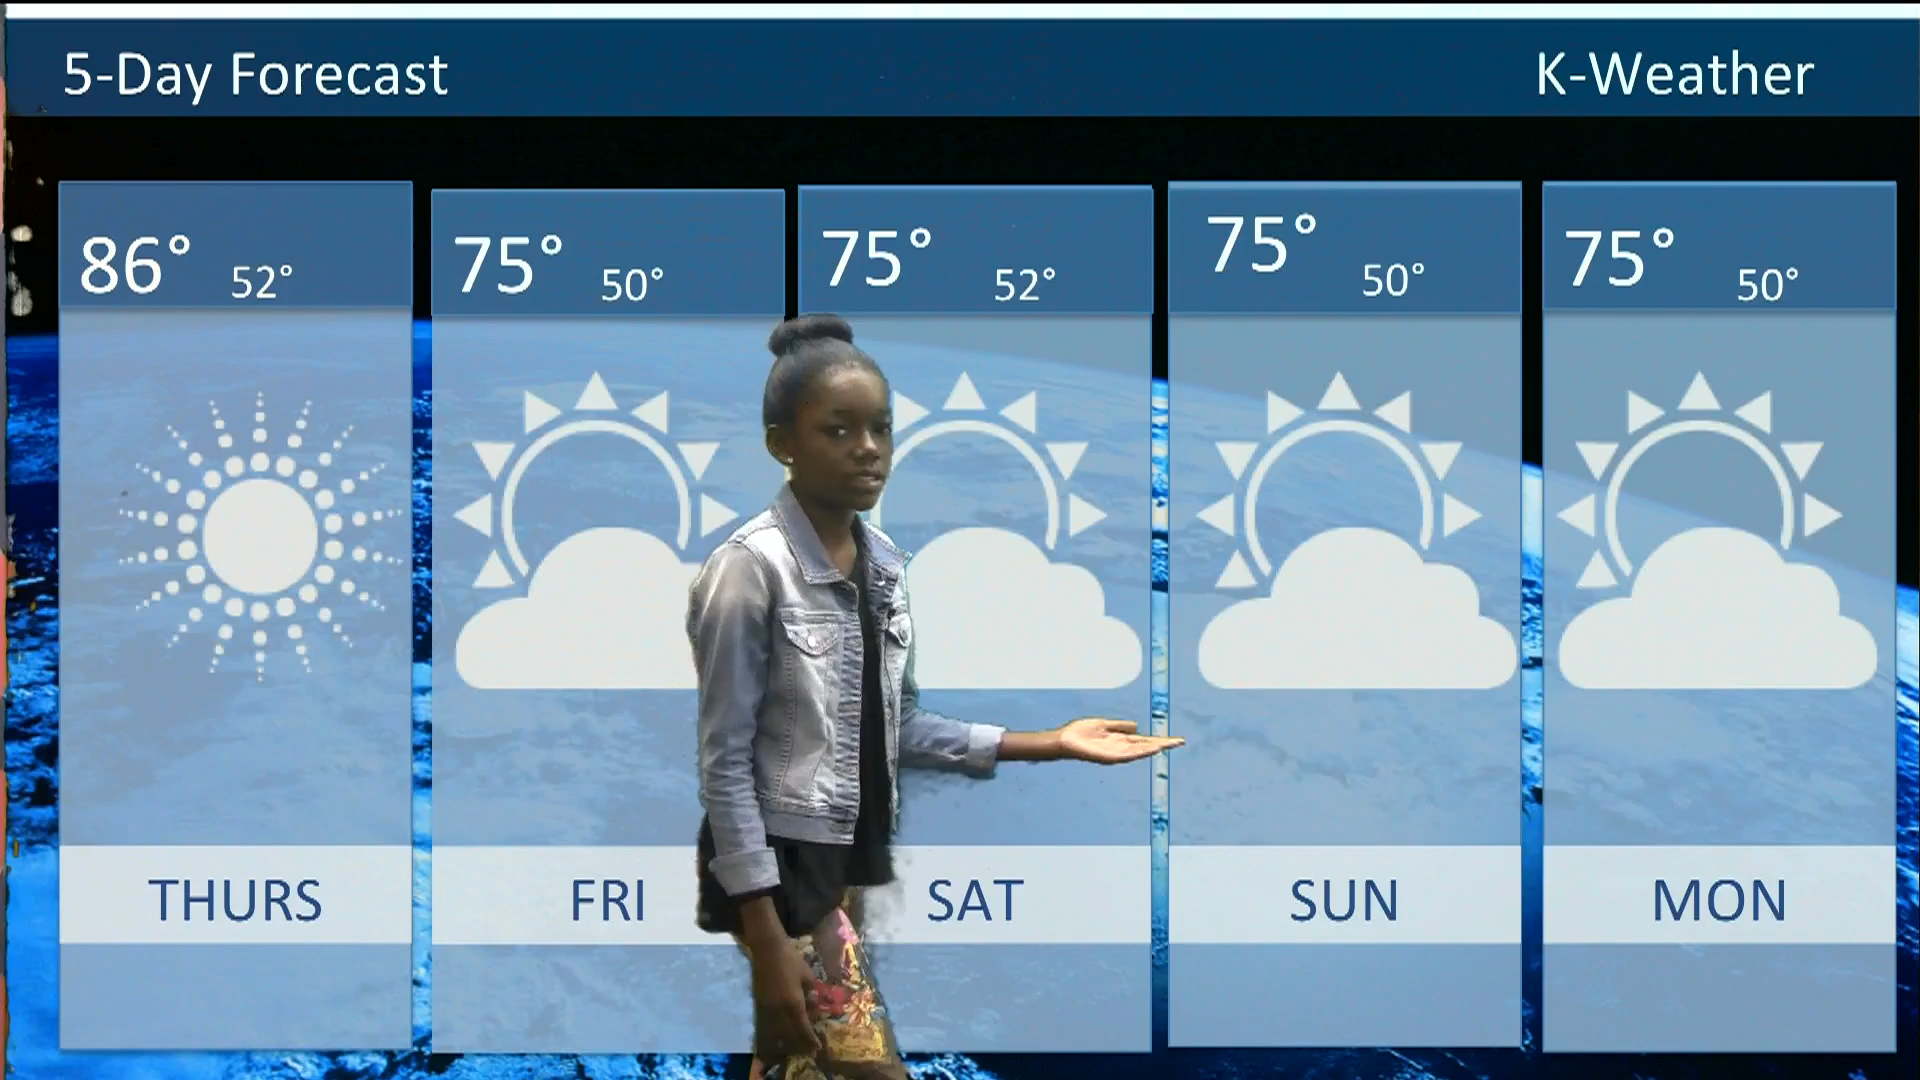 5-Day Forecast
K-Weather
86° 52°
75° 50°
75° 52°
75° 50°
75° 50°
THURS
FRI
SAT
SUN
MON